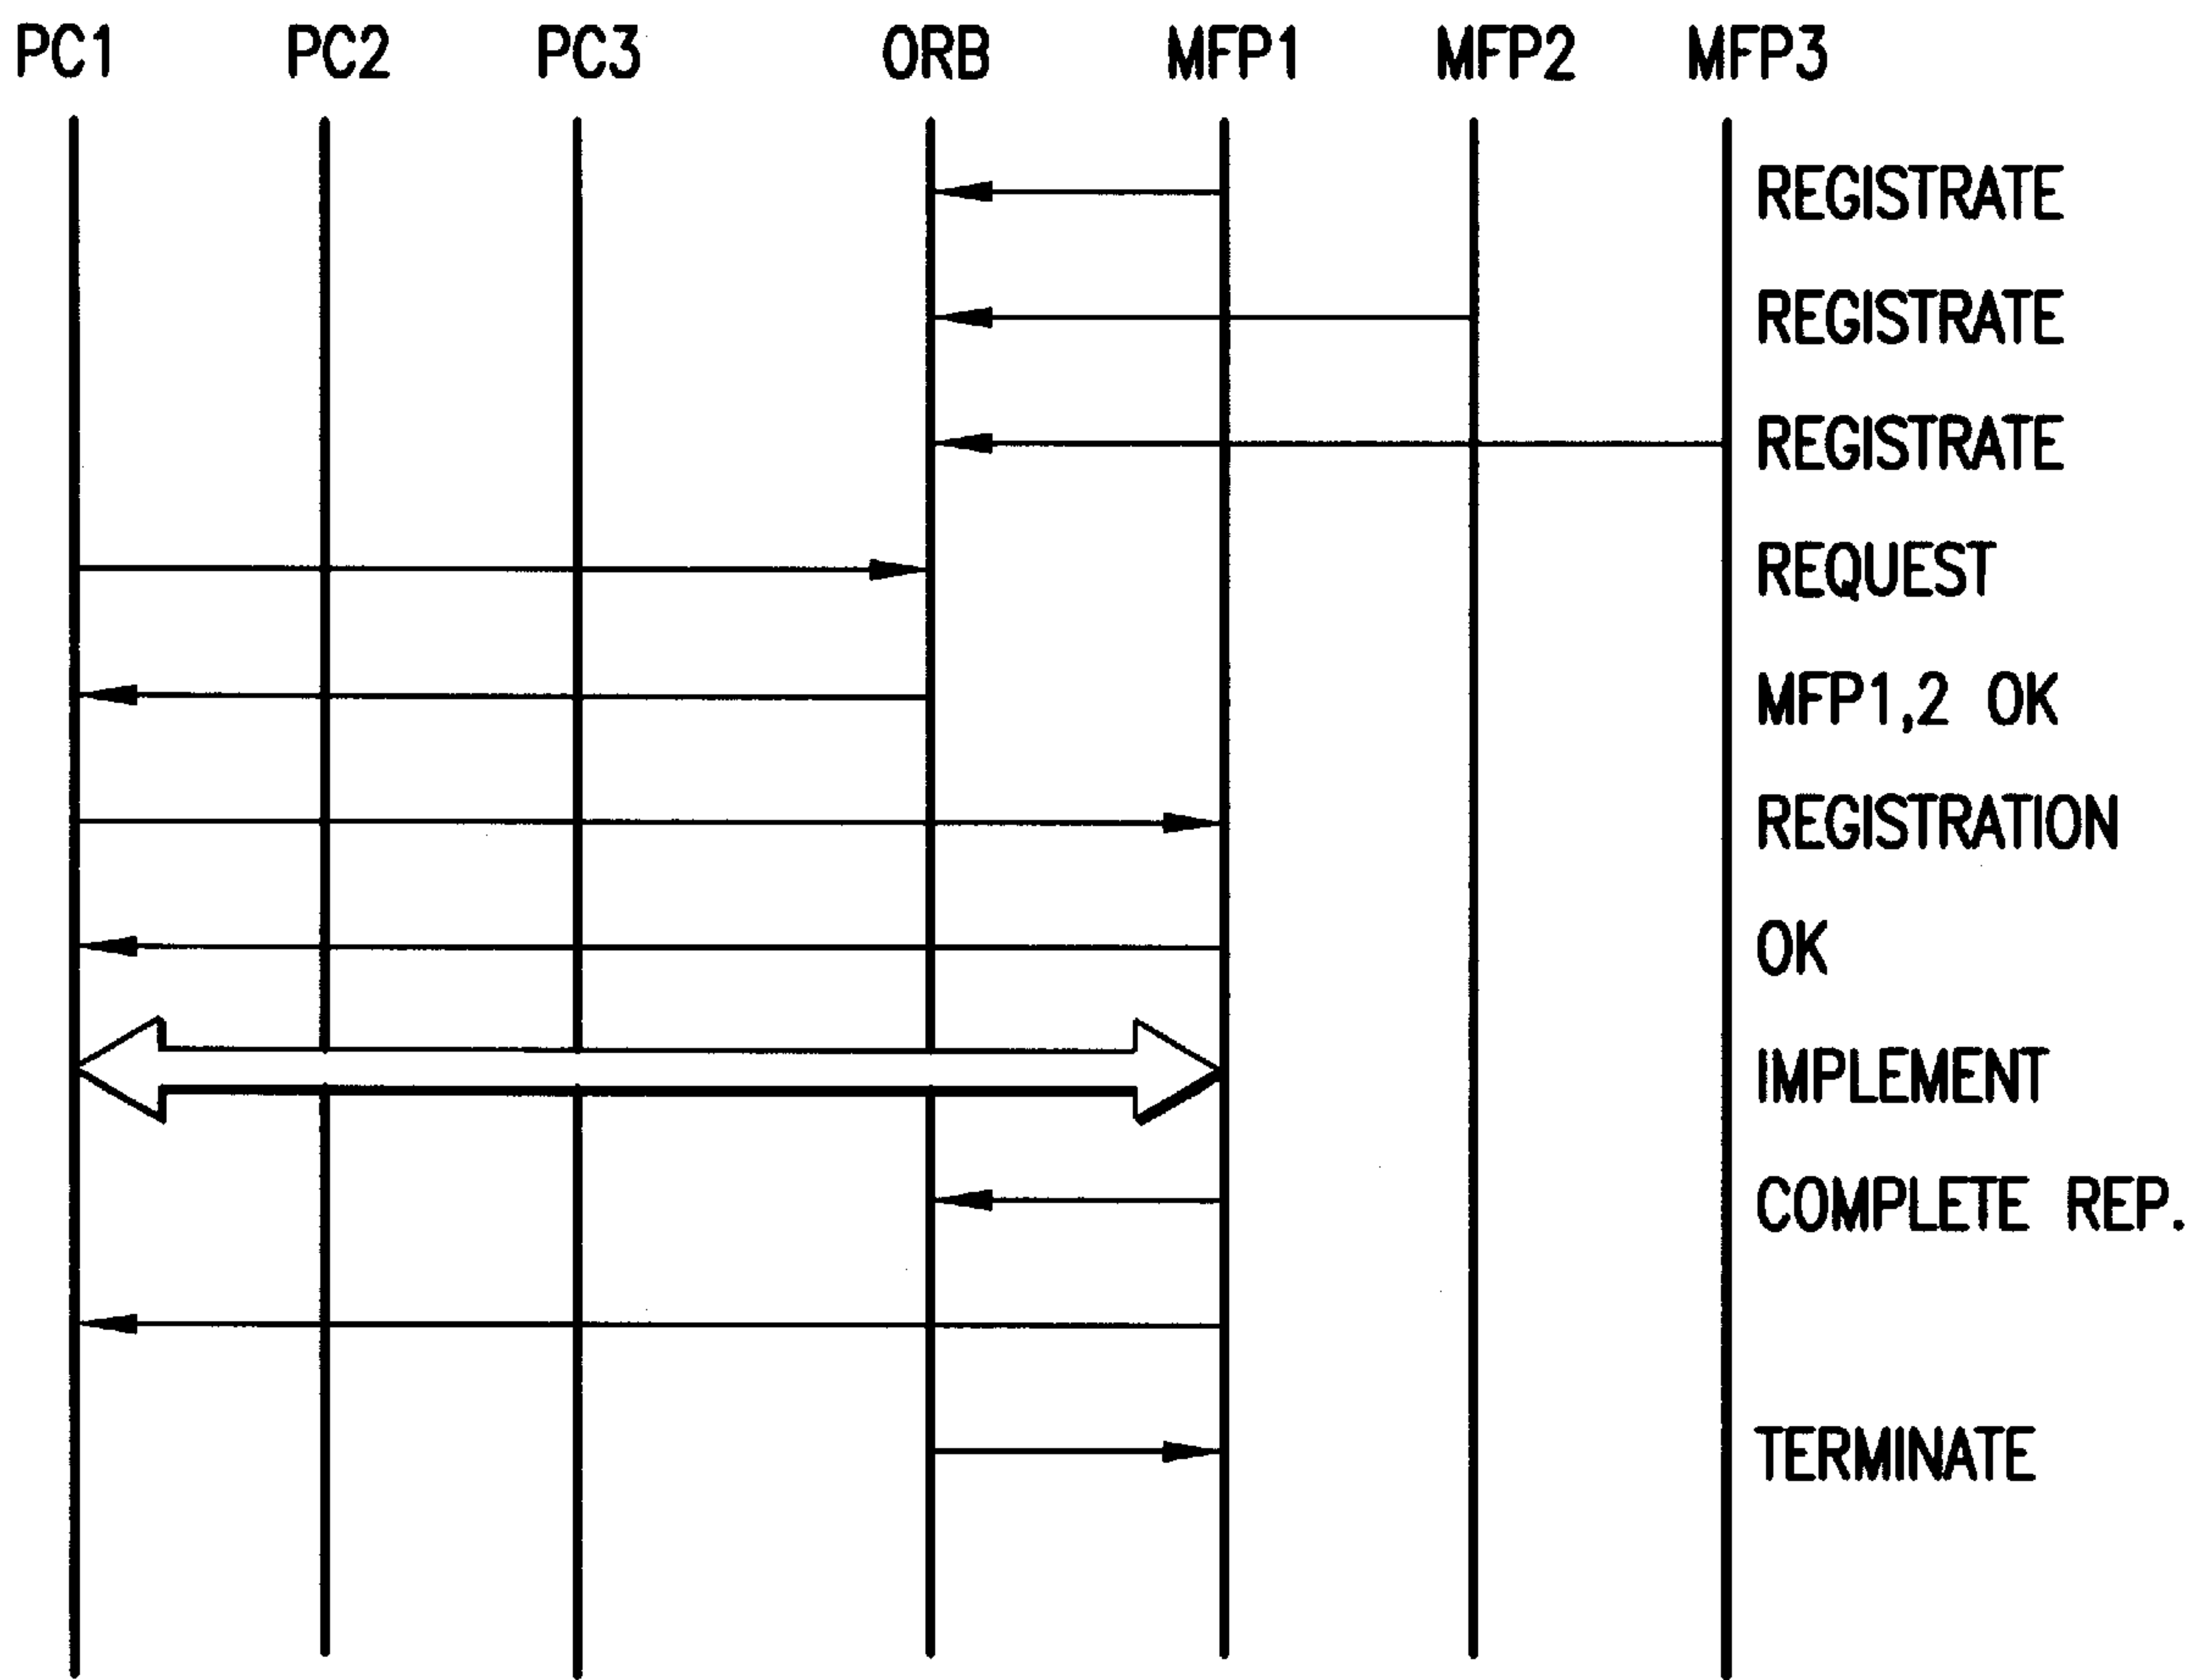 PC1 PC2 PC3 ORB MFP1 MFP2 MFP3
REGISTRATE
REGISTRATE
REGISTRATE
REQUEST
MFP1,2 OK
REGISTRATION
OK
IMPLEMENT
COMPLETE REP.
TERMINATE